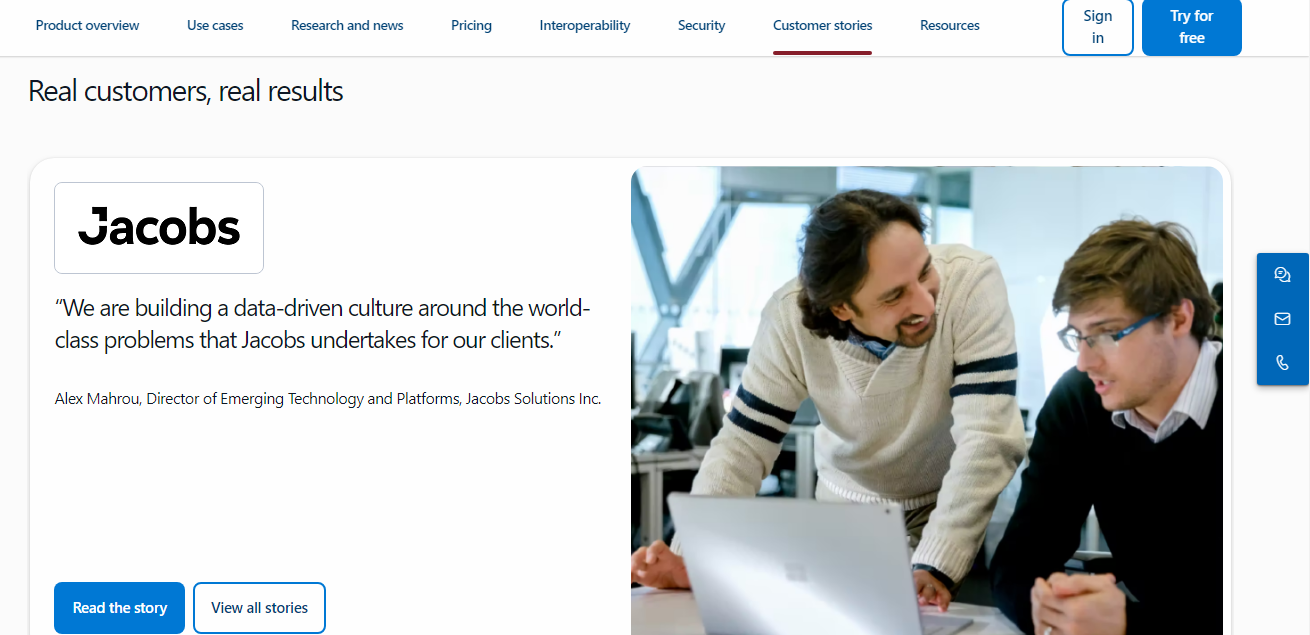 Product overview
Use cases
Research and news
Pricing
Interoperability
Security
Customer stories
Resources
Sign
in
Try for
free
Real customers, real results
Jacobs
“We are building a data-driven culture around the world-
class problems that Jacobs undertakes for our clients.”
Alex Mahrou, Director of Emerging Technology and Platforms, Jacobs Solutions Inc.
Read the story
View all stories